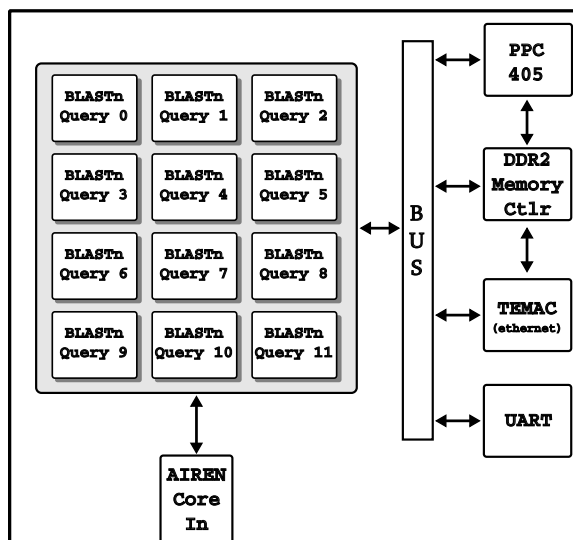 BLASTn
Query 0
BLASTn
Query 1
BLASTn
Query 2
BLASTn
Query 3
BLASTn
Query 4
BLASTn
Query 5
BLASTn
Query 6
BLASTn
Query 7
BLASTn
Query 8
BLASTn
Query 9
BLASTn
Query 10
BLASTn
Query 11
AIREN
Core
In
B
U
S
PPC
405
DDR2
Memory
Ctlr
TEMAC
(ethernet)
UART